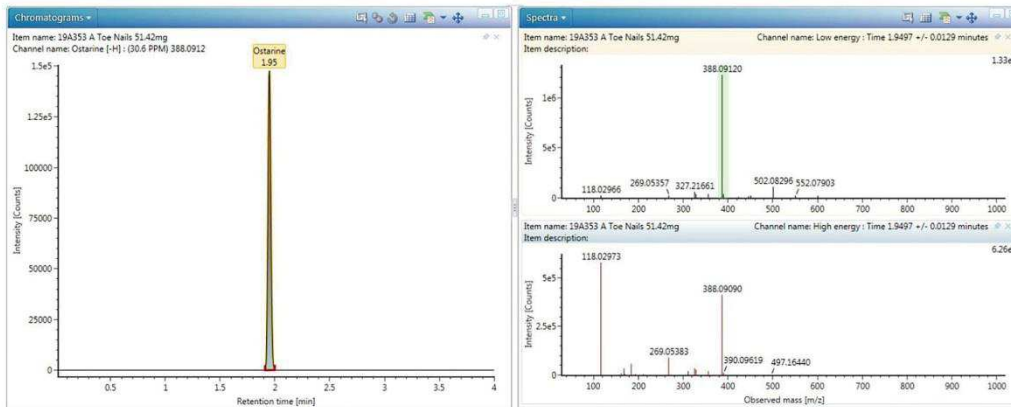 Chromatograms
Item name: 19A353 A Toe Nails 51.42mg
Channel name: Ostarine [-H] : (30.6 PPM) 388.0912
Ostarine
1.95
1.5e5
1.25e5
100000
75000
50000
25000
0
Intensity [Counts]
0.5
1
1.5
2
2.5
3
3.5
4
Retention time [min]
Spectra
Item name: 19A353 A Toe Nails 51.42mg
Channel name: Low energy : Time 1.9497 +/- 0.0129 minutes
Item description:
1.33e
388.09120
1e6
5e5
0
Intensity [Counts]
118.02966
269.05357
327.21661
502.08296
552.07903
100
200
300
400
500
600
700
800
900
1000
Item name: 19A353 A Toe Nails 51.42mg
Channel name: High energy : Time 1.9497 +/- 0.0129 minutes
Item description:
6.26e
118.02973
388.09090
5e5
2.5e5
0
Intensity [Counts]
269.05383
390.09619
497.16440
100
200
300
400
500
600
700
800
900
1000
Observed mass [m/z]